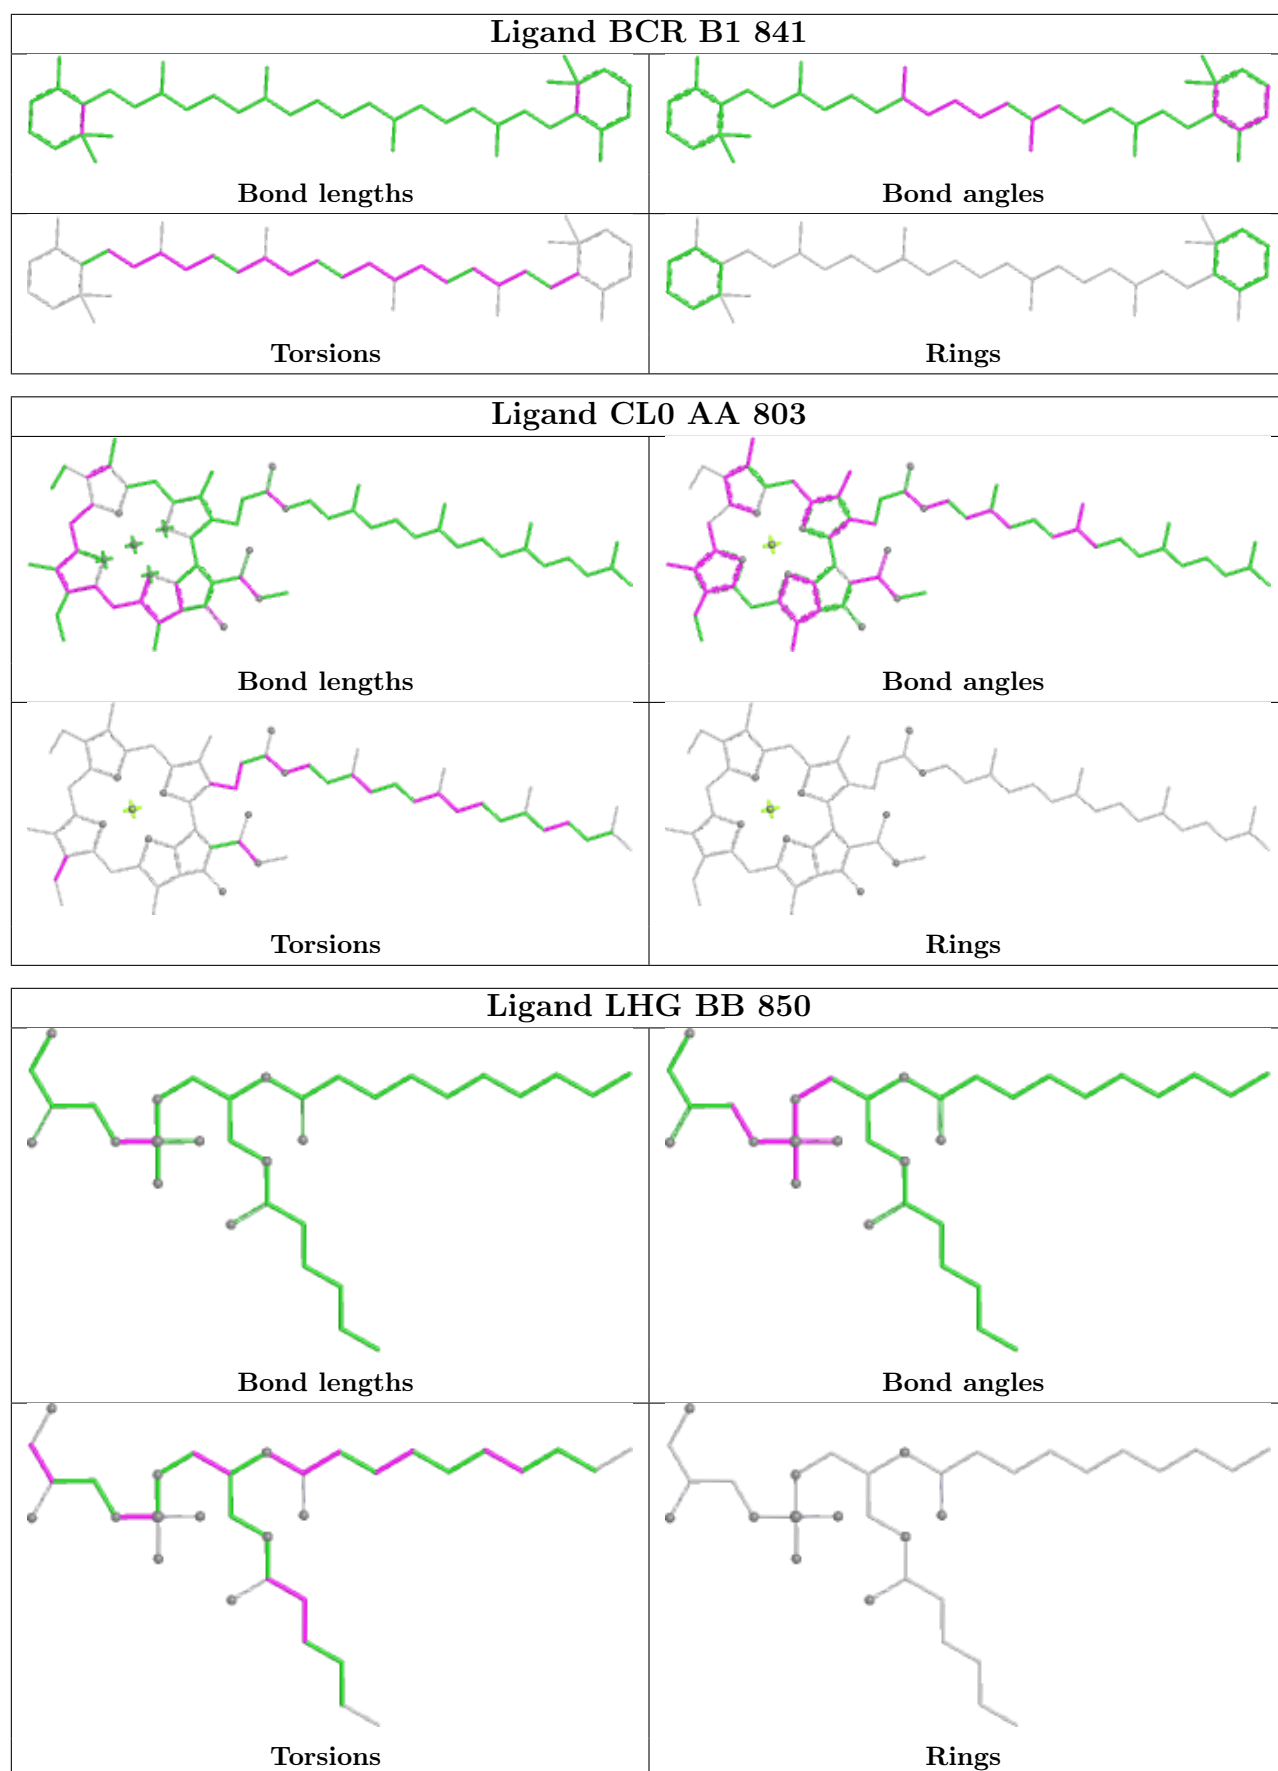 Ligand BCR B1 841
Bond lengths
Bond angles
Torsions
Rings
Ligand CL0 AA 803
Bond lengths
Bond angles
Torsions
Rings
Ligand LHG BB 850
Bond lengths
Bond angles
Torsions
Rings